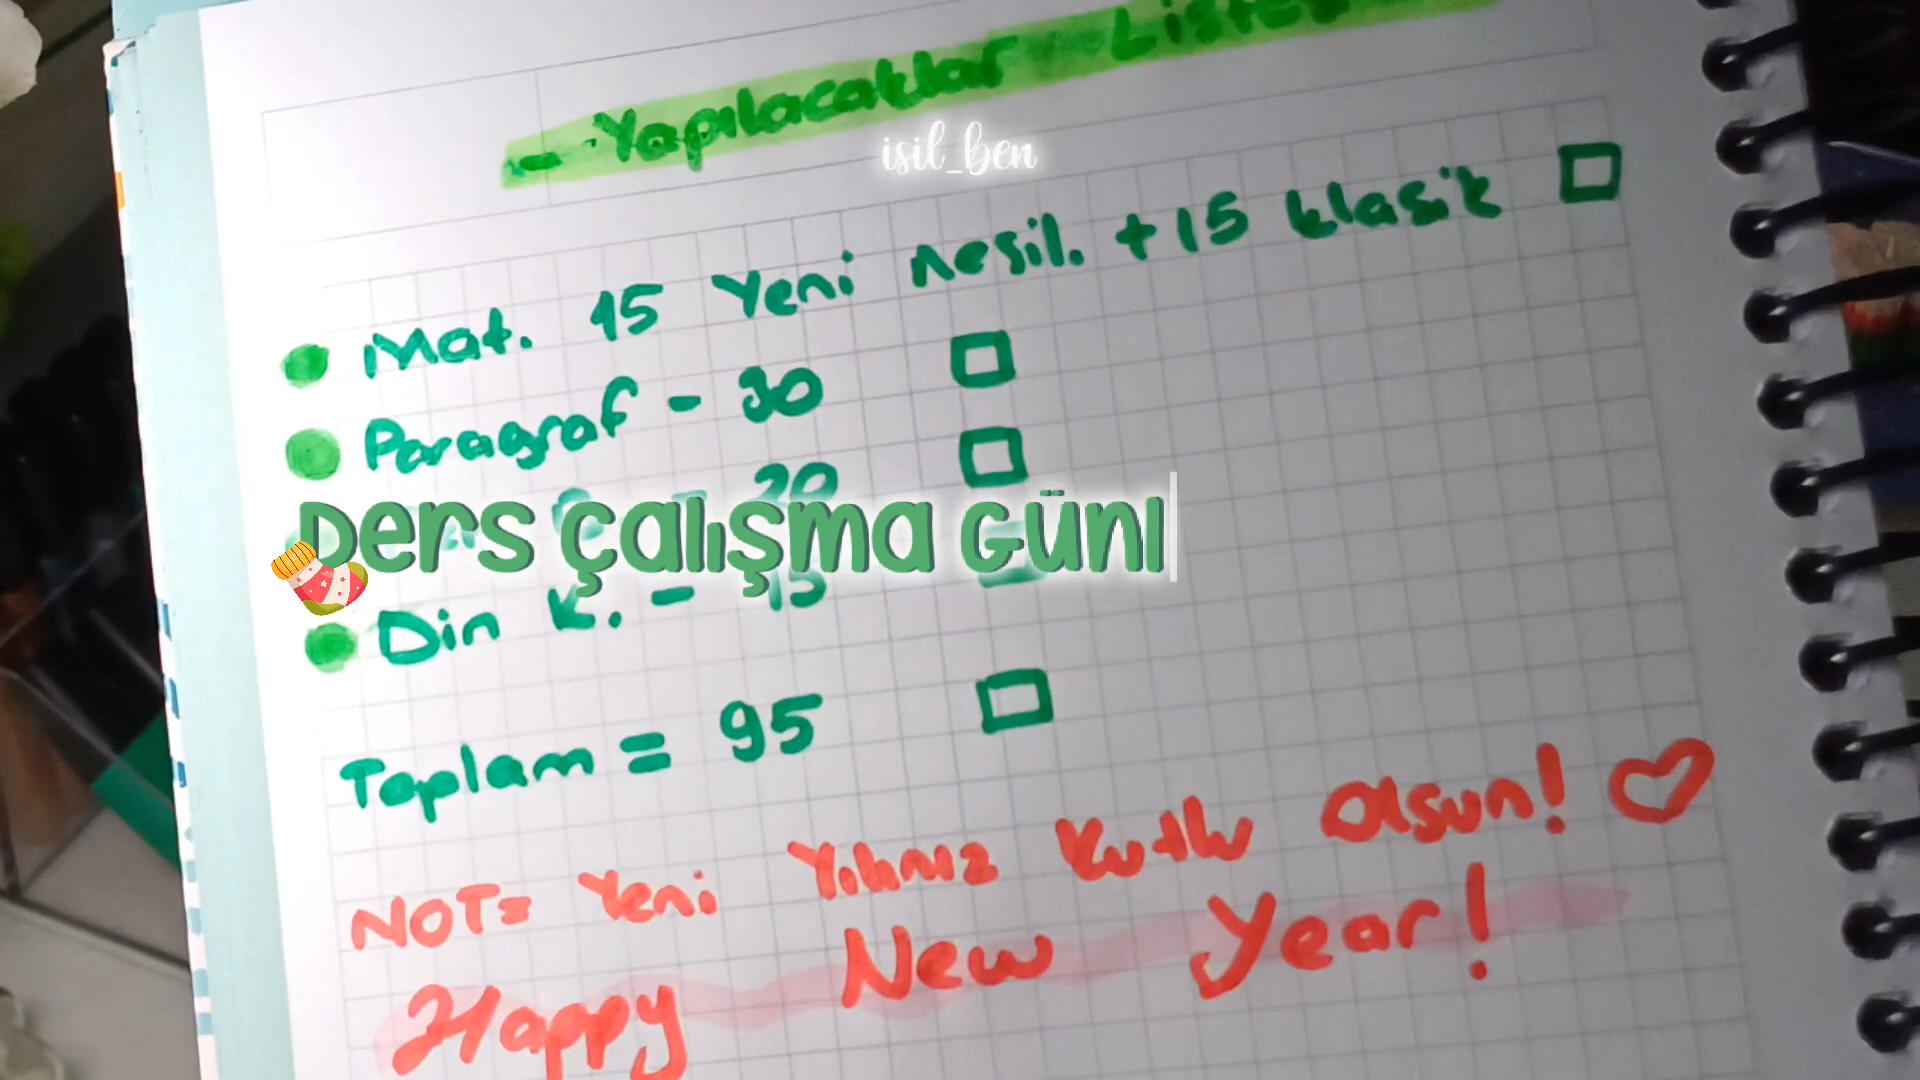 - Yapılacaklar Listesi
isil_ben
Mat. 15 Yeni nesil. +15 klasik
Paragraf - 30
- 20
Ders Çalışma Günl
Din K. - 15
Toplam = 95
NOT= Yeni Yılınız Kutlu Olsun!
Happy New Year!